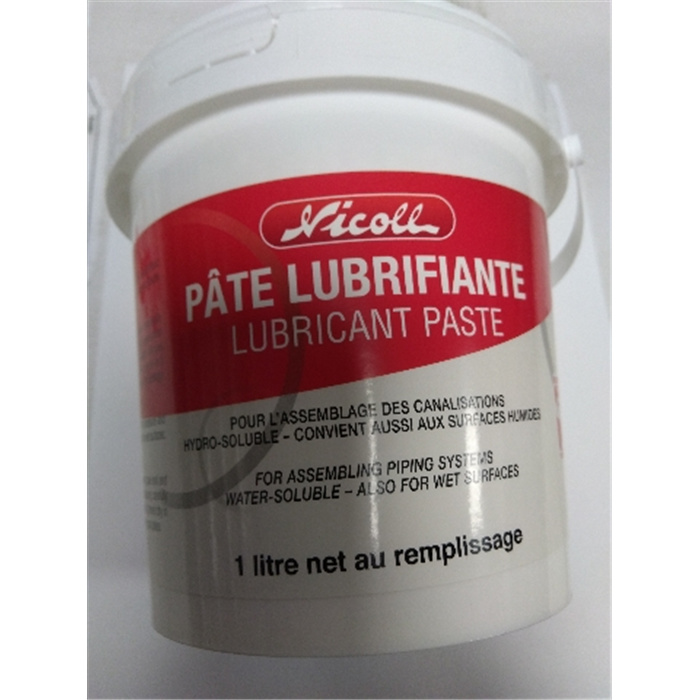 Nicoll
PÂTE LUBRIFIANTE
LUBRICANT PASTE
POUR L'ASSEMBLAGE DES CANALISATIONS
HYDRO-SOLUBLE – CONVIENT AUSSI AUX SURFACES HUMIDES
FOR ASSEMBLING PIPING SYSTEMS
WATER-SOLUBLE – ALSO FOR WET SURFACES
1 litre net au remplissage